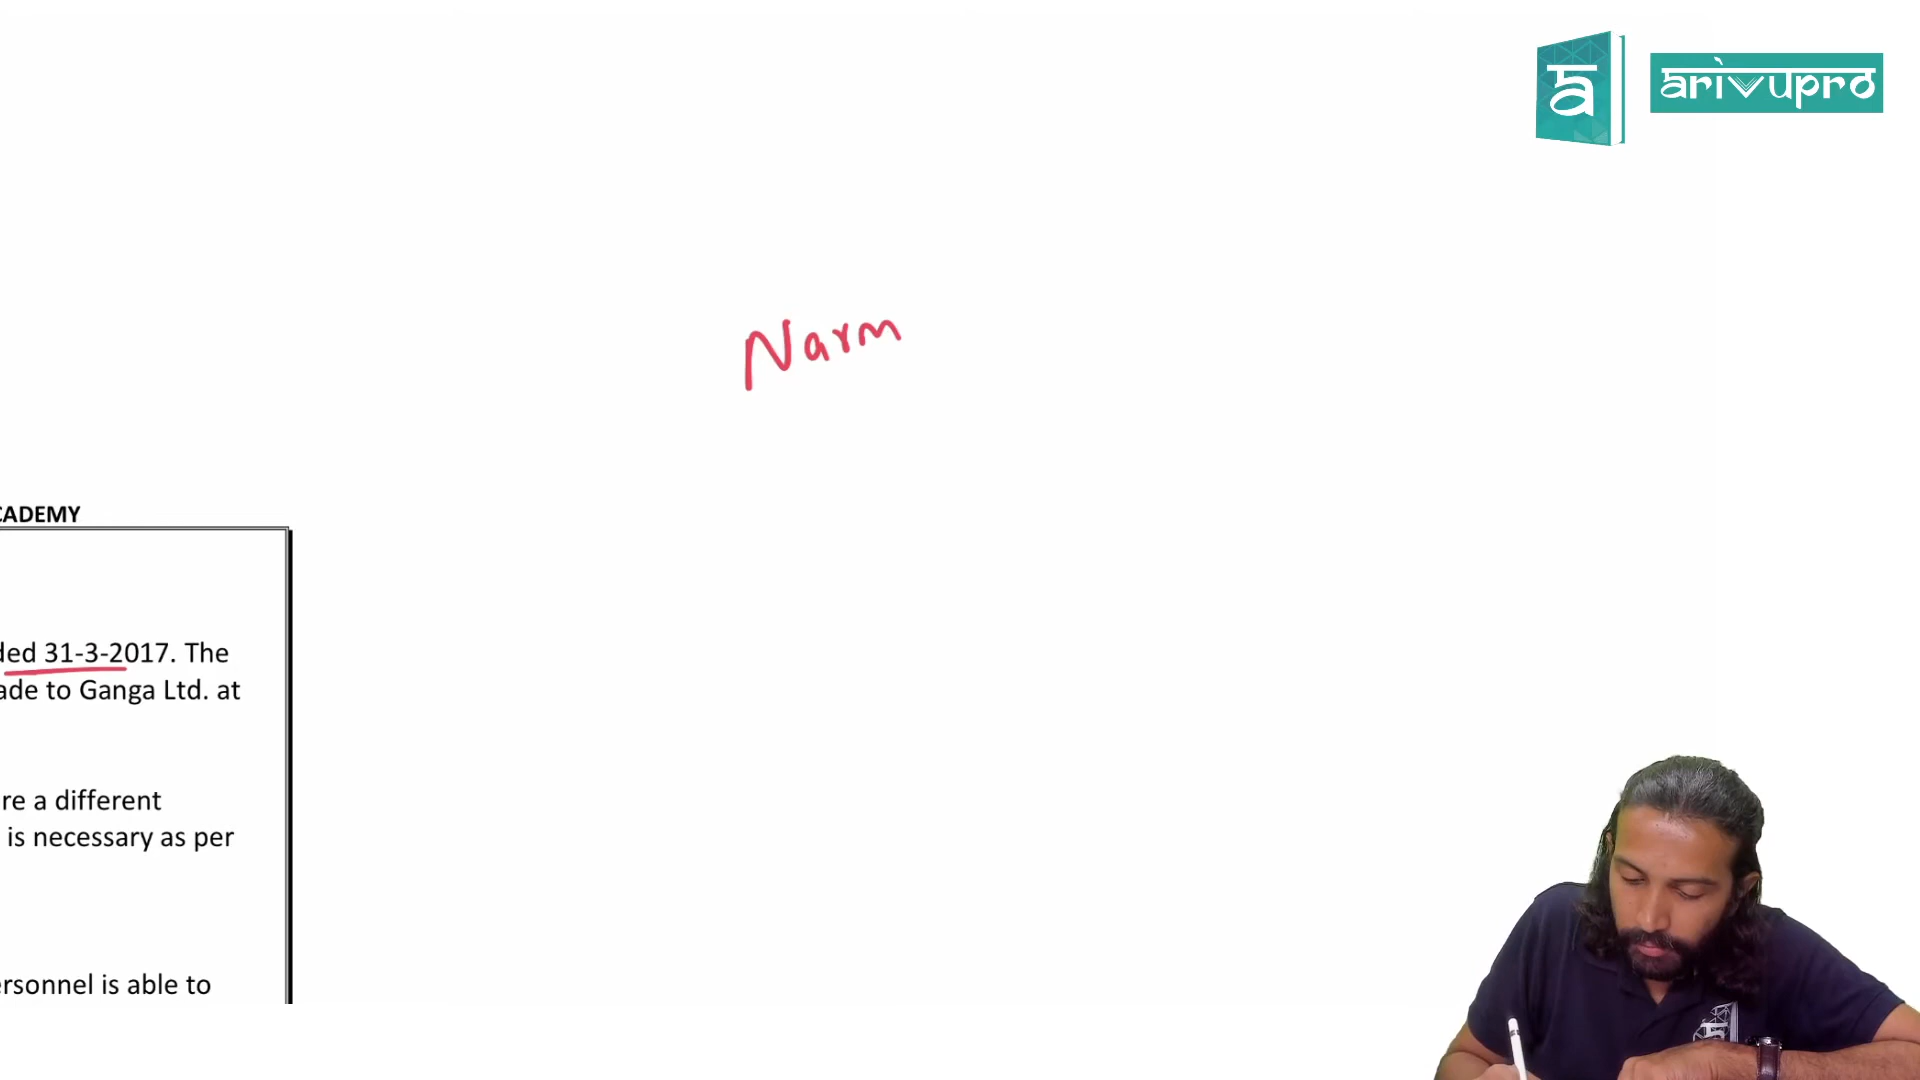 a
arivupro
Narm
CADEMY
ded 31-3-2017. The
ade to Ganga Ltd. at
re a different
is necessary as per
ersonnel is able to